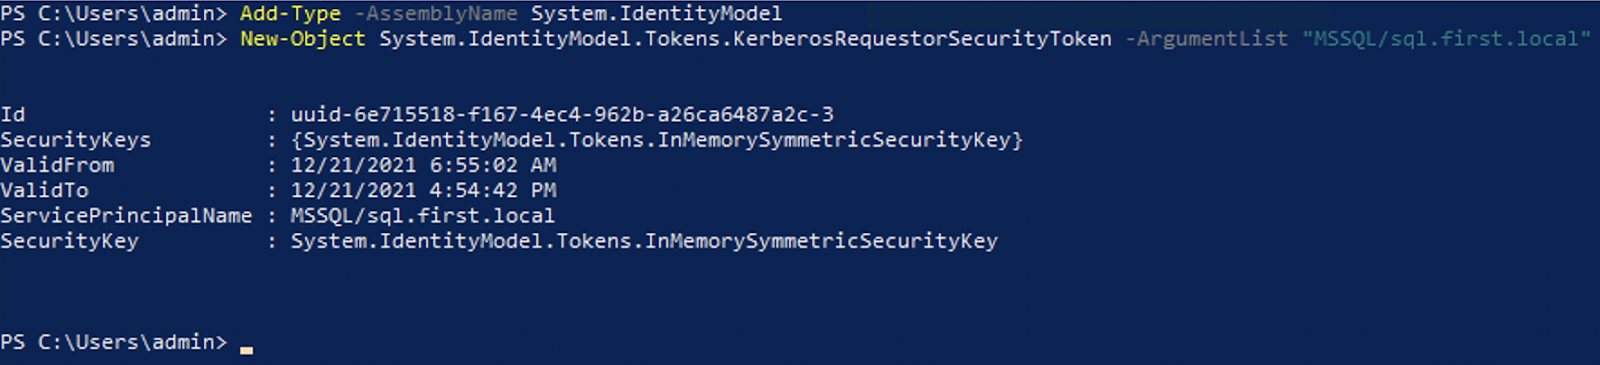 PS C:\Users\admin> Add-Type -AssemblyName System.IdentityModel
PS C:\Users\admin> New-Object System.IdentityModel.Tokens.KerberosRequestorSecurityToken -ArgumentList "MSSQL/sql.first.local"
Id                   : uuid-6e715518-f167-4ec4-962b-a26ca6487a2c-3
SecurityKeys         : {System.IdentityModel.Tokens.InMemorySymmetricSecurityKey}
ValidFrom            : 12/21/2021 6:55:02 AM
ValidTo              : 12/21/2021 4:54:42 PM
ServicePrincipalName : MSSQL/sql.first.local
SecurityKey          : System.IdentityModel.Tokens.InMemorySymmetricSecurityKey
PS C:\Users\admin>